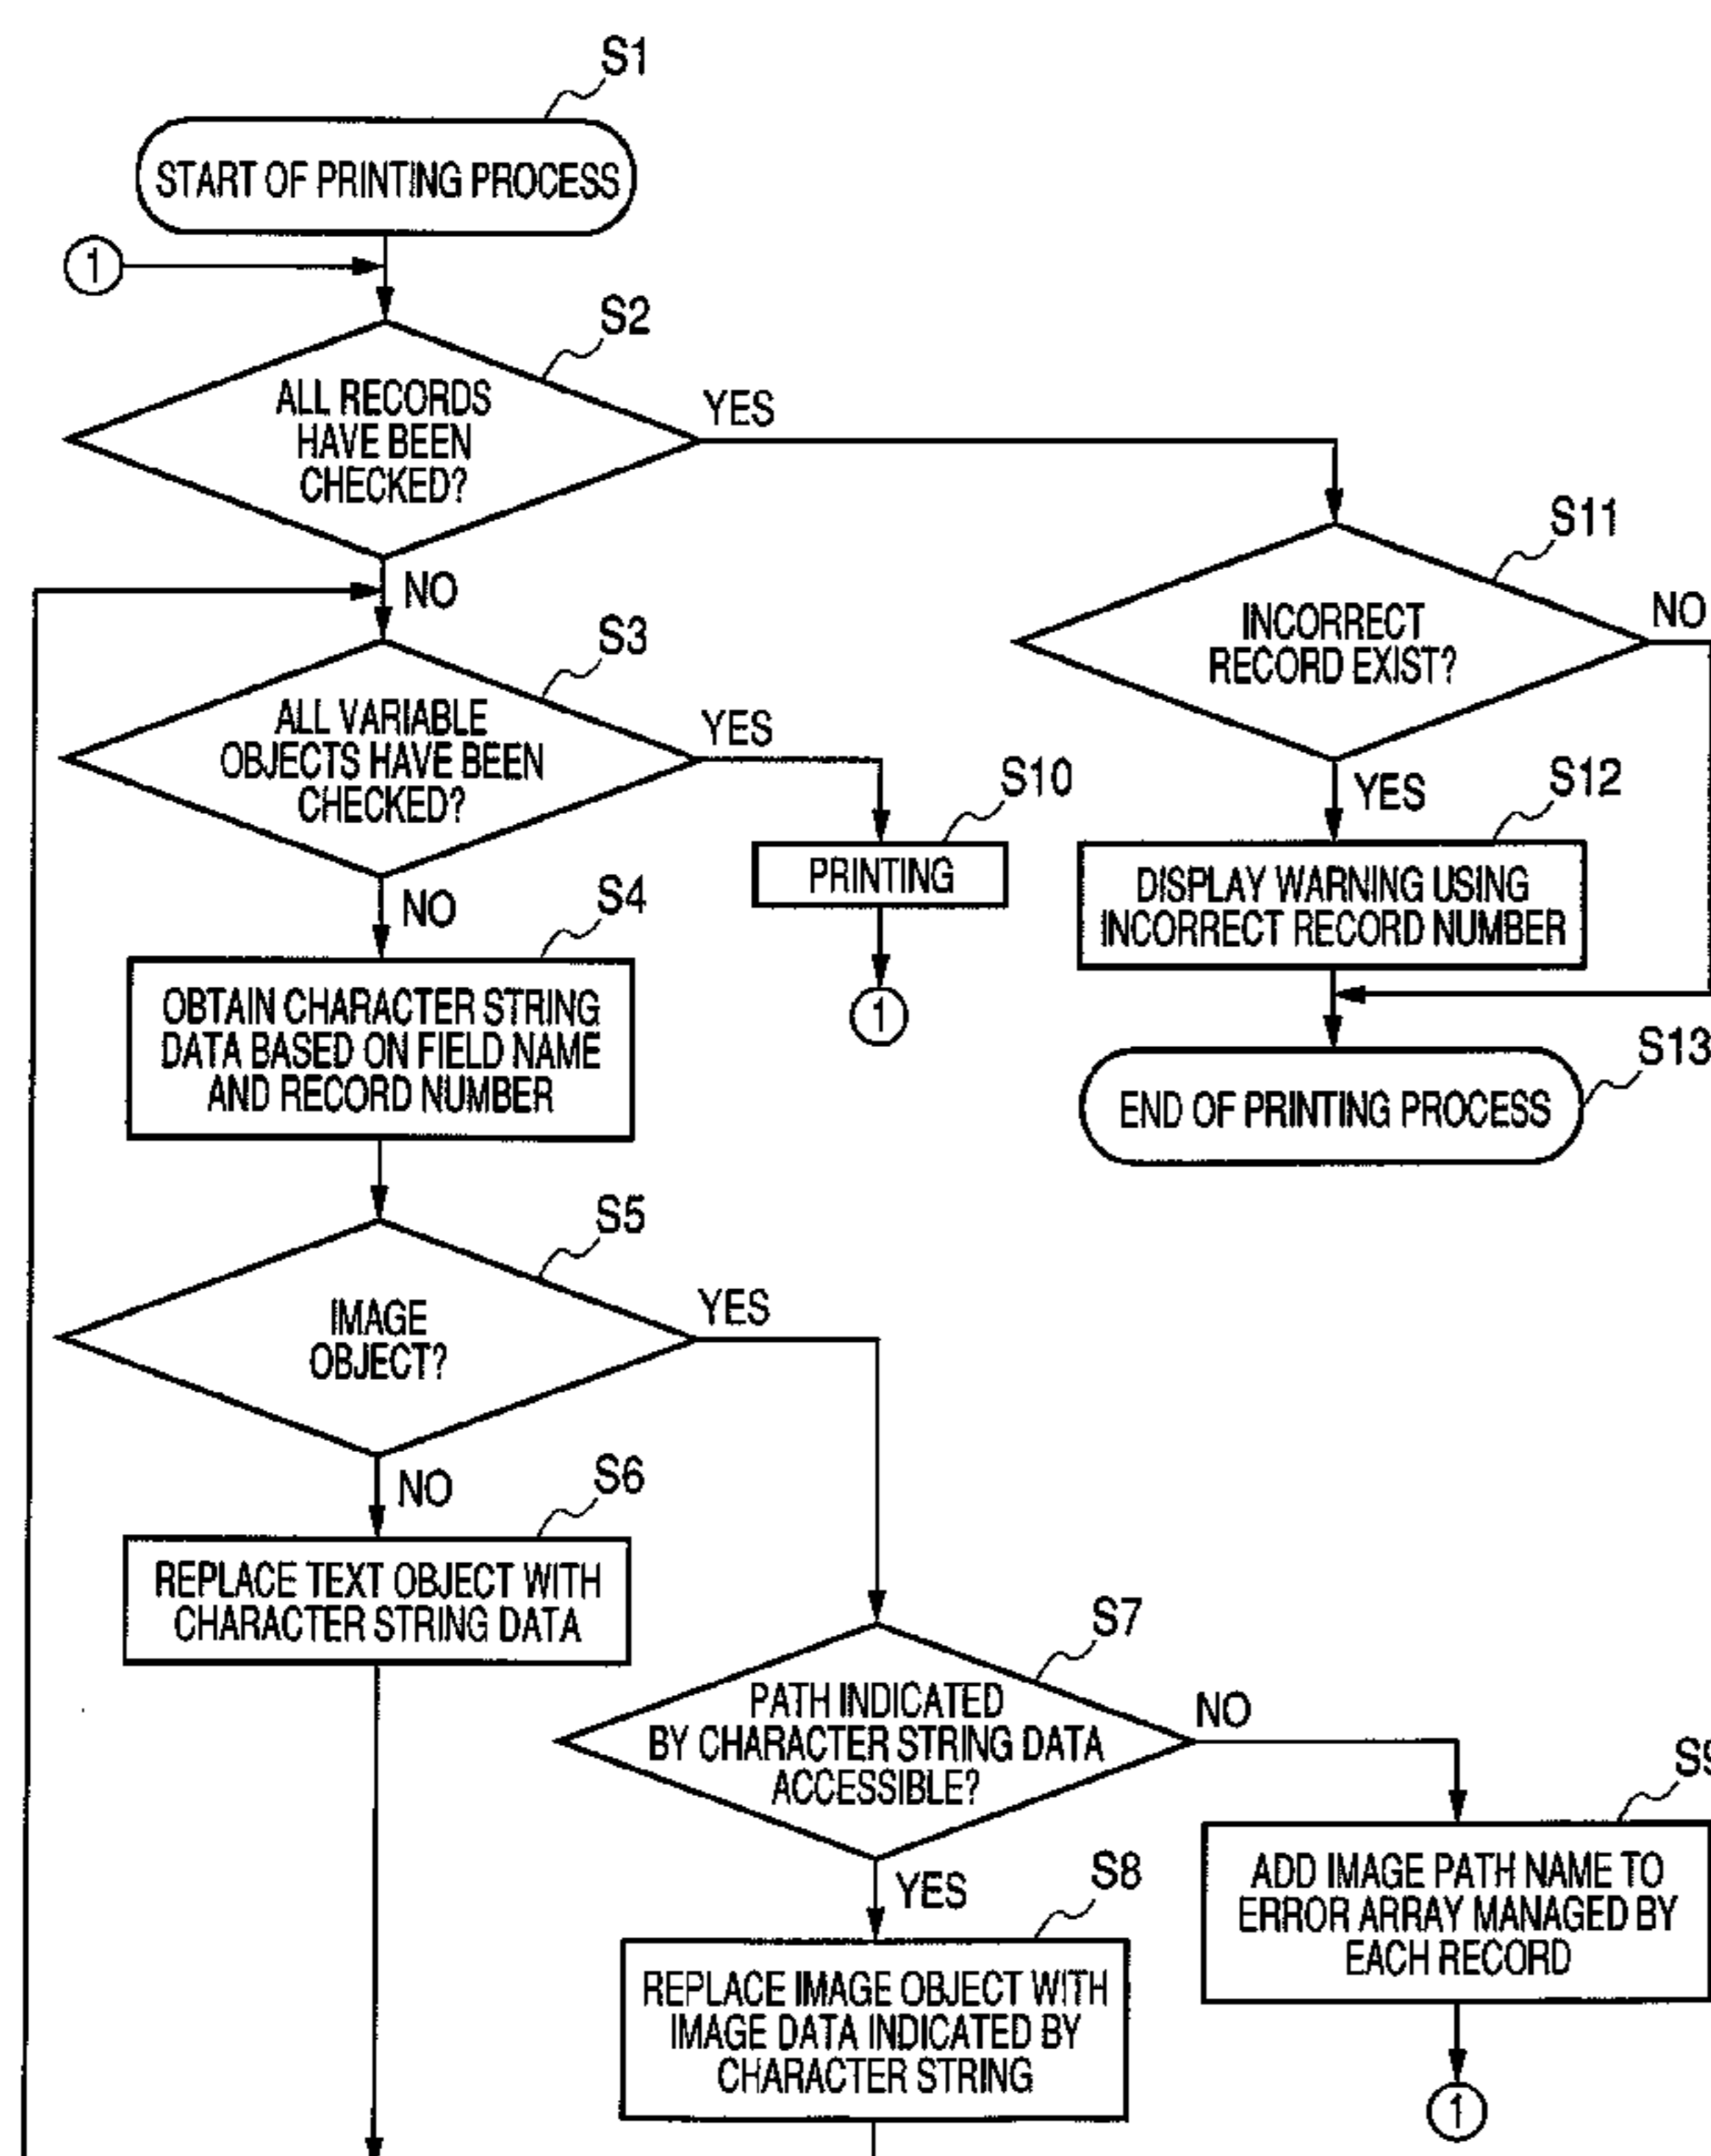 S1
START OF PRINTING PROCESS
1
S2
ALL RECORDS
HAVE BEEN
CHECKED?
YES
NO
S11
INCORRECT
RECORD EXIST?
NO
YES
S3
ALL VARIABLE
OBJECTS HAVE BEEN
CHECKED?
YES
NO
S10
PRINTING
1
S12
DISPLAY WARNING USING
INCORRECT RECORD NUMBER
S13
END OF PRINTING PROCESS
S4
OBTAIN CHARACTER STRING
DATA BASED ON FIELD NAME
AND RECORD NUMBER
S5
IMAGE
OBJECT?
YES
NO
S6
REPLACE TEXT OBJECT WITH
CHARACTER STRING DATA
S7
PATH INDICATED
BY CHARACTER STRING DATA
ACCESSIBLE?
NO
YES
S9
ADD IMAGE PATH NAME TO
ERROR ARRAY MANAGED BY
EACH RECORD
1
S8
REPLACE IMAGE OBJECT WITH
IMAGE DATA INDICATED BY
CHARACTER STRING